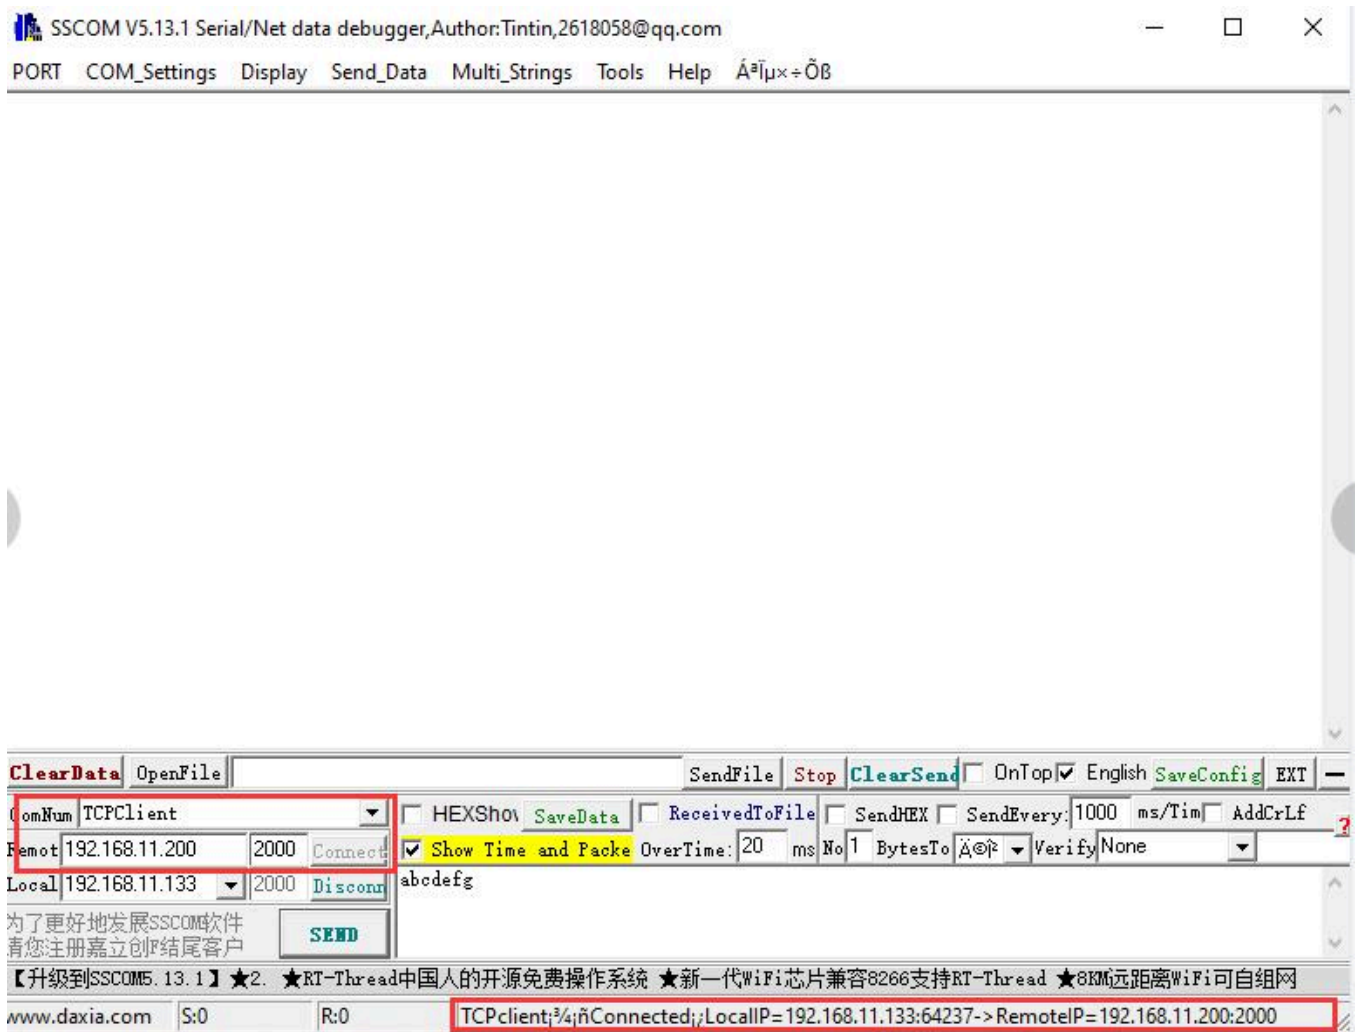 SSCOM V5.13.1 Serial/Net data debugger,Author:Tintin,2618058@qq.com
PORT COM_Settings Display Send_Data Multi_Strings Tools Help ÁªÏµ×÷Õß
ClearData OpenFile SendFile Stop ClearSend OnTop English SaveConfig EXT
ComNum TCPClient HEXShow SaveData ReceivedToFile SendHEX SendEvery: 1000 ms/Tim AddCrLf ?
Remot 192.168.11.200 2000 Connect Show Time and Packe OverTime: 20 ms No 1 BytesTo Verify None
Local 192.168.11.133 2000 Disconn abcdefg
为了更好地发展SSCOM软件
请您注册嘉立创F结尾客户
SEND
【升级到SSCOM5.13.1】★2. ★RT-Thread中国人的开源免费操作系统 ★新一代WiFi芯片兼容8266支持RT-Thread ★8KM远距离WiFi可自组网
www.daxia.com S:0 R:0 TCPclient¡¾¡ñConnected¡¿LocalIP=192.168.11.133:64237->RemoteIP=192.168.11.200:2000